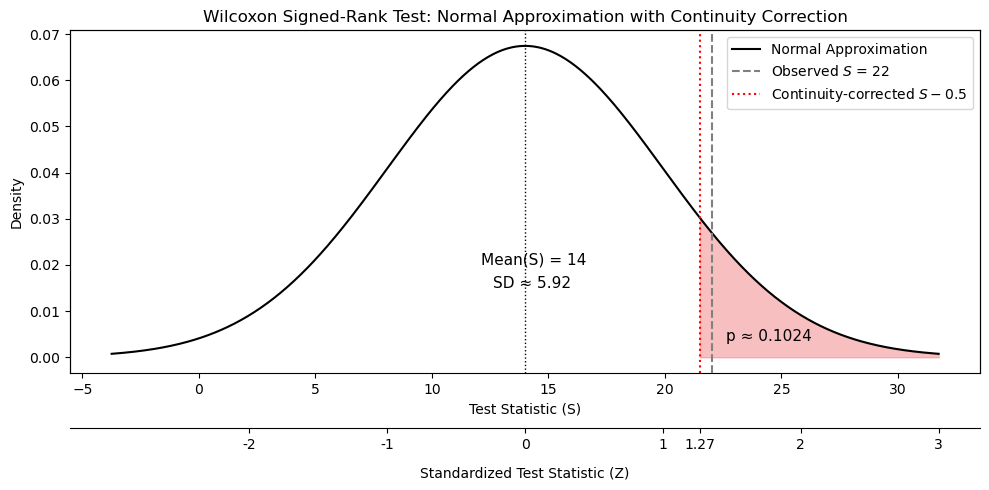 Wilcoxon Signed-Rank Test: Normal Approximation with Continuity Correction
Normal Approximation
Observed S = 22
Continuity-corrected S − 0.5
0.07
0.06
0.05
0.04
0.03
0.02
0.01
0.00
Density
Mean(S) = 14
SD ≈ 5.92
p ≈ 0.1024
−5 0 5 10 15 20 25 30
Test Statistic (S)
-2 -1 0 1 1.27 2 3
Standardized Test Statistic (Z)